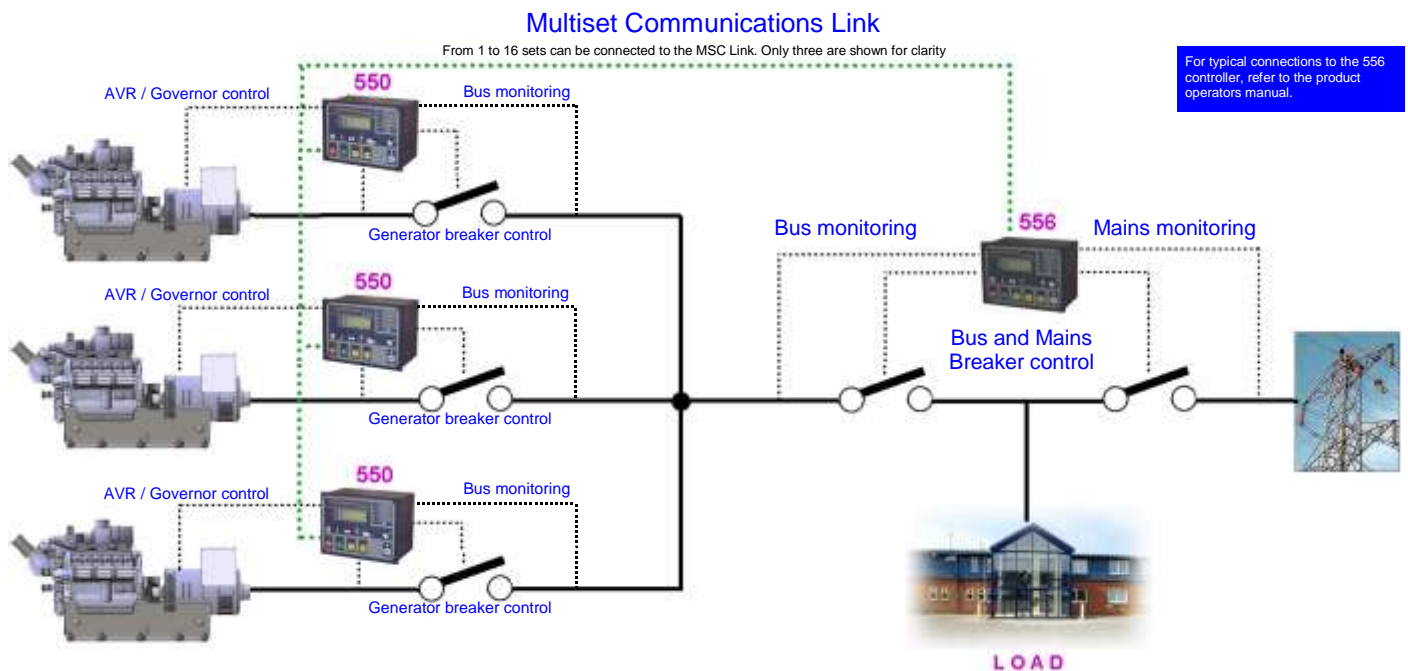 Multiset Communications Link
From 1 to 16 sets can be connected to the MSC Link. Only three are shown for clarity
For typical connections to the 556
controller, refer to the product
operators manual.
550
AVR / Governor control
Bus monitoring
Generator breaker control
556
Bus monitoring
Mains monitoring
550
AVR / Governor control
Bus monitoring
Bus and Mains
Breaker control
Generator breaker control
550
AVR / Governor control
Bus monitoring
Generator breaker control
LOAD